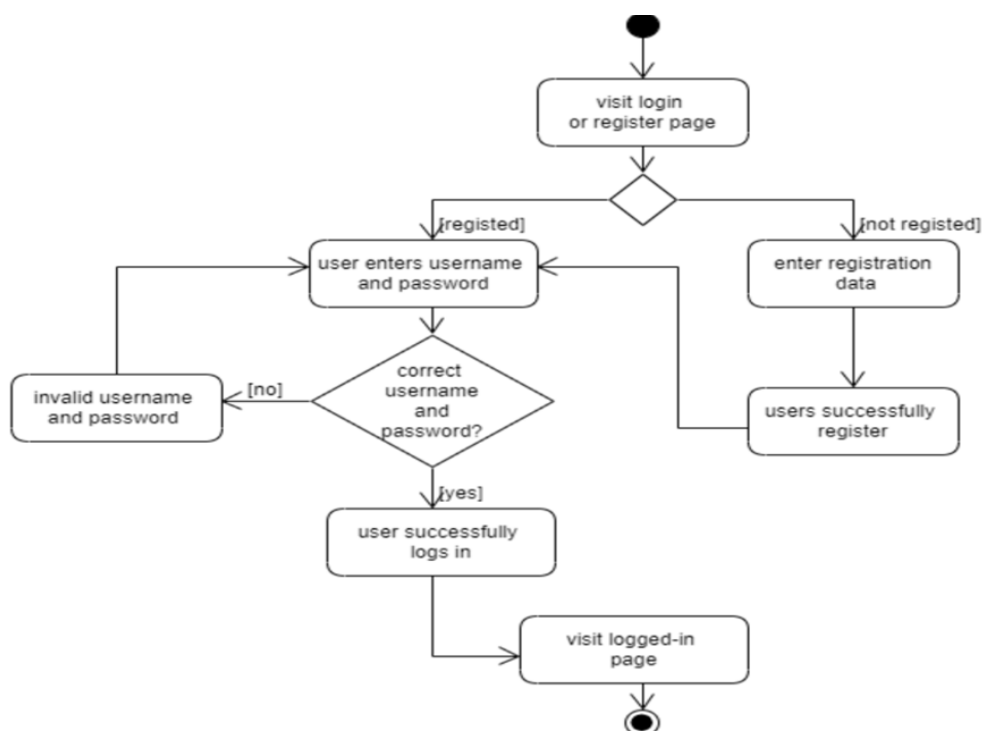 visit login
or register page
[registed]
[not registed]
user enters username
and password
enter registration
data
correct
username
and
password?
[no]
invalid username
and password
users successfully
register
[yes]
user successfully
logs in
visit logged-in
page